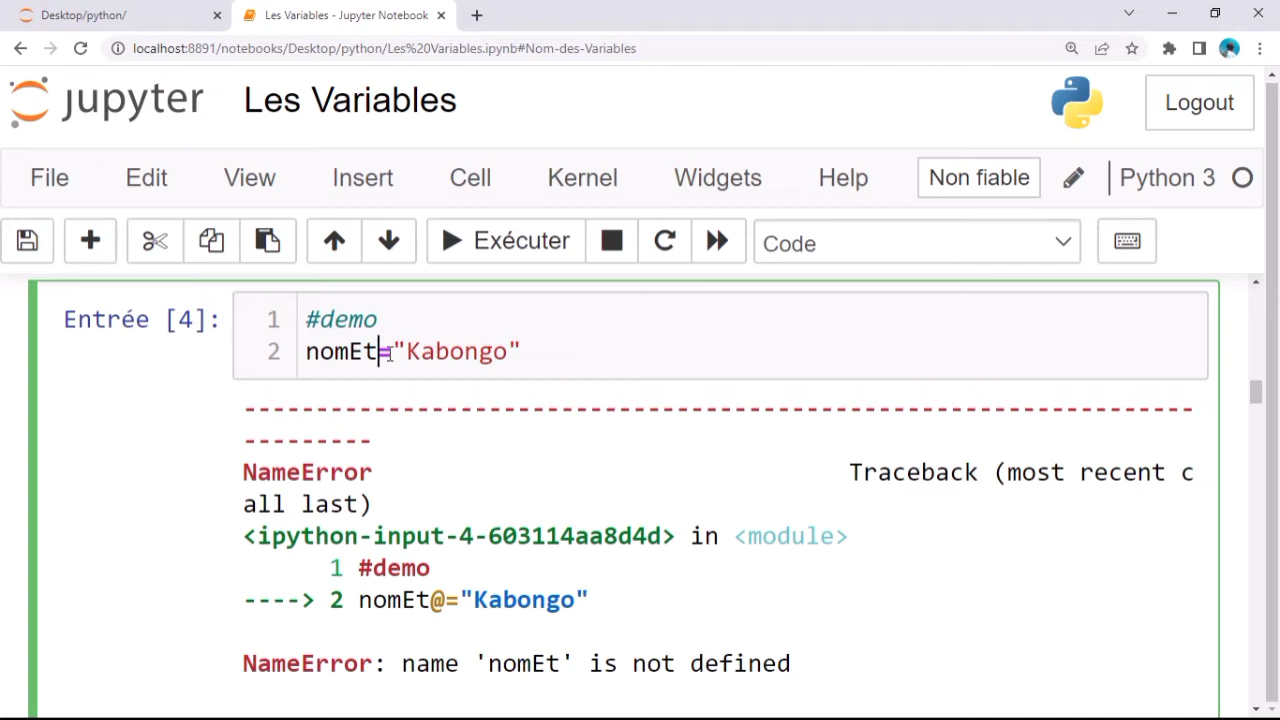 Desktop/python/
Les Variables - Jupyter Notebook
localhost:8891/notebooks/Desktop/python/Les%20Variables.ipynb#Nom-des-Variables
jupyter Les Variables Logout
File Edit View Insert Cell Kernel Widgets Help Non fiable Python 3
Exécuter Code
Entrée [4]: 1 #demo
2 nomEt="Kabongo"
---------------------------------------------------------------------------
NameError Traceback (most recent c
all last)
<ipython-input-4-603114aa8d4d> in <module>
1 #demo
----> 2 nomEt@="Kabongo"
NameError: name 'nomEt' is not defined